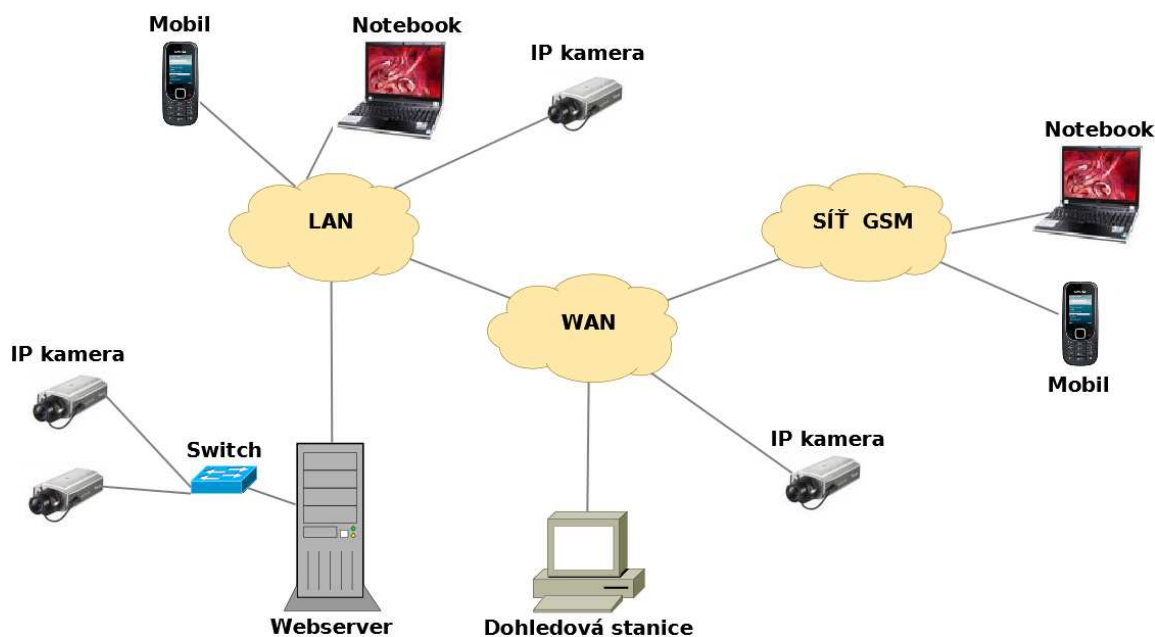 Mobil
Notebook
IP kamera
Notebook
LAN
SÍŤ GSM
WAN
IP kamera
Mobil
Switch
IP kamera
Webserver
Dohledová stanice